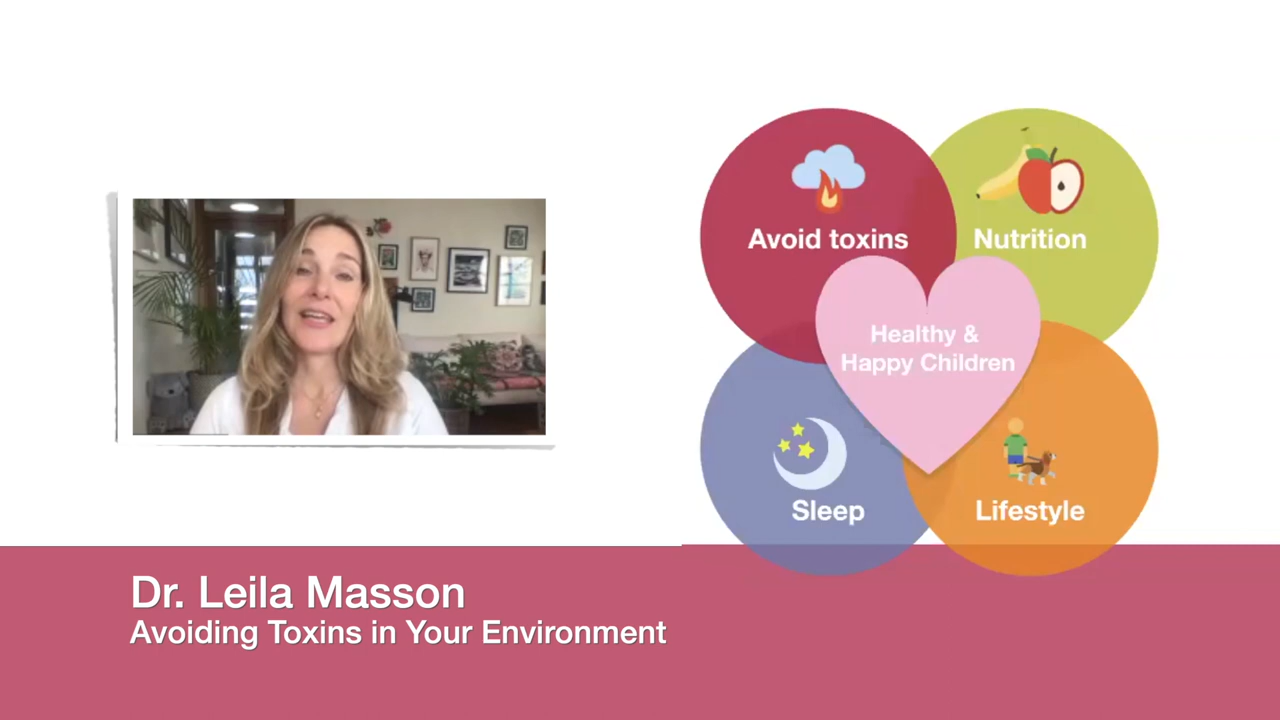 Avoid toxins
Nutrition
Healthy &
Happy Children
Sleep
Lifestyle
Dr. Leila Masson
Avoiding Toxins in Your Environment